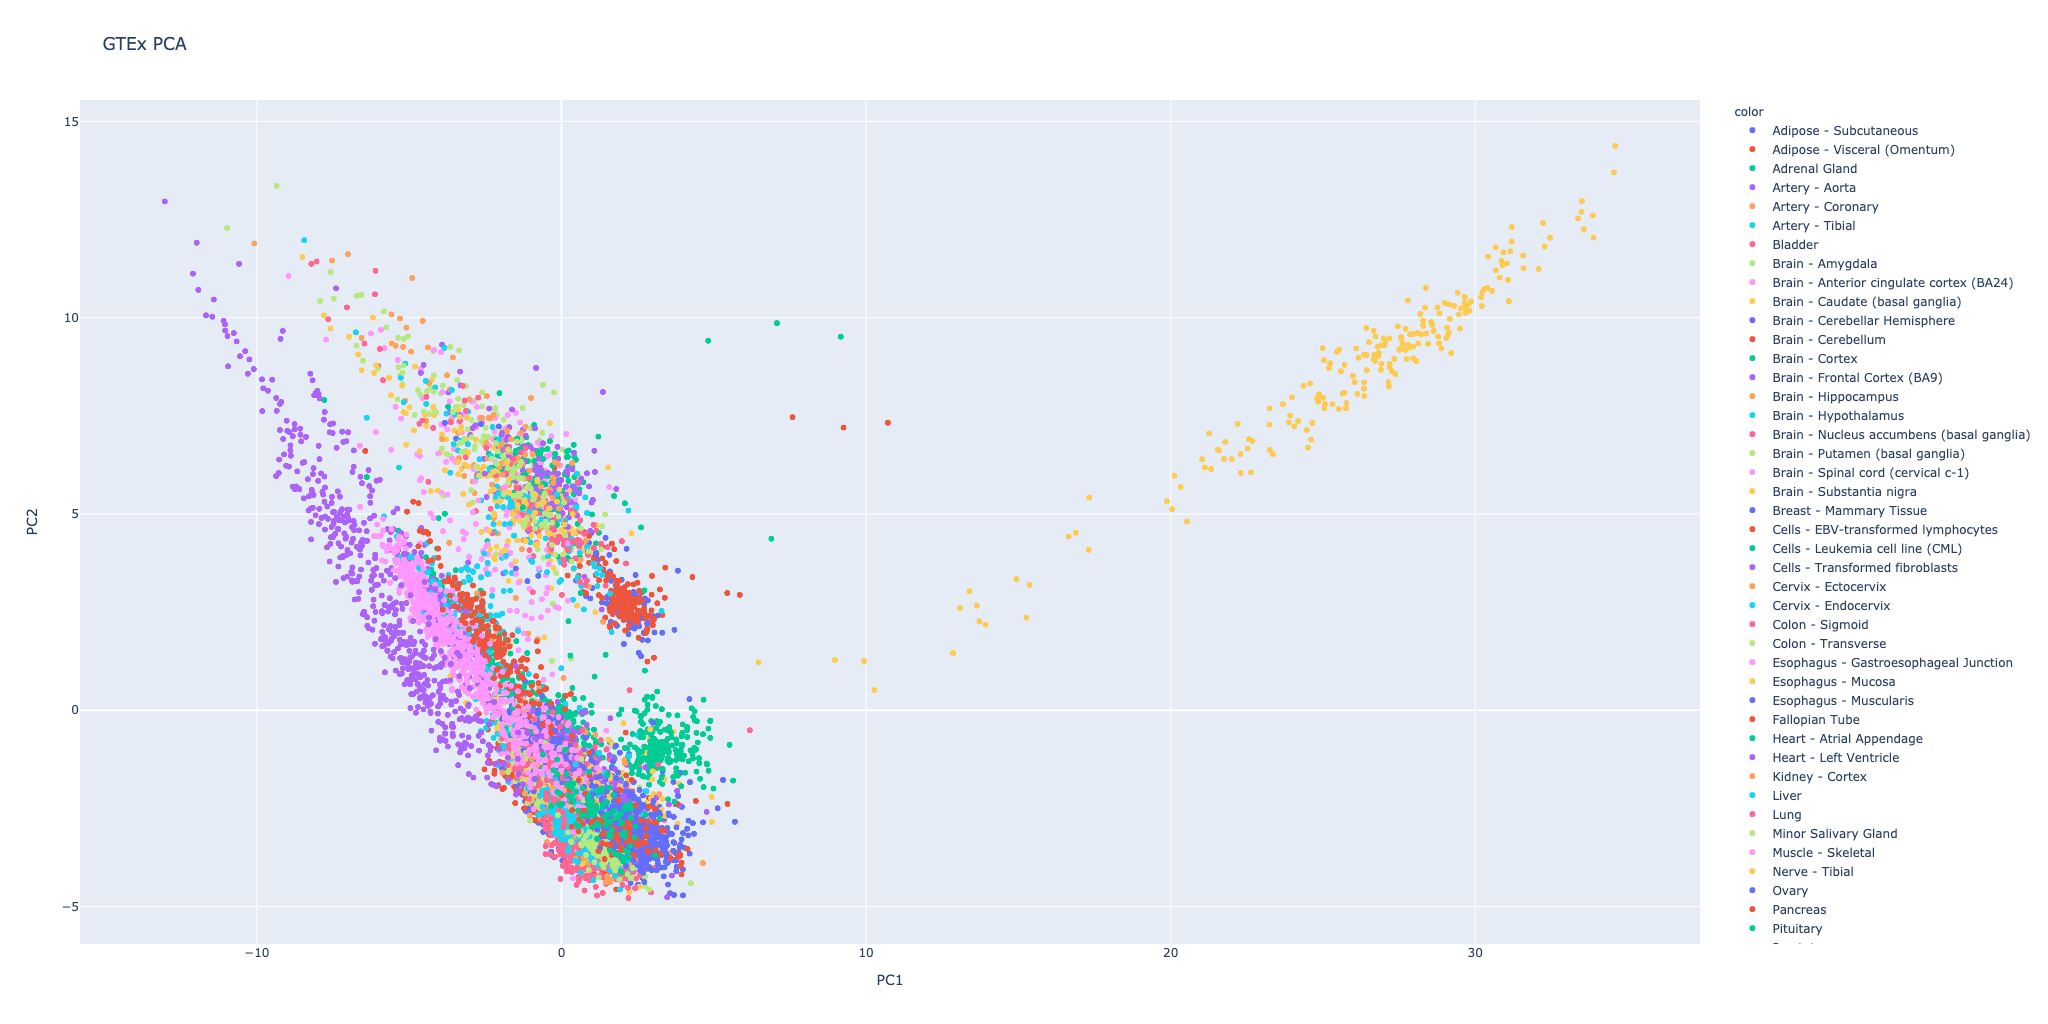 GTEx PCA
15
10
5
0
−5
PC2
−10
0
10
20
30
PC1
color
Adipose - Subcutaneous
Adipose - Visceral (Omentum)
Adrenal Gland
Artery - Aorta
Artery - Coronary
Artery - Tibial
Bladder
Brain - Amygdala
Brain - Anterior cingulate cortex (BA24)
Brain - Caudate (basal ganglia)
Brain - Cerebellar Hemisphere
Brain - Cerebellum
Brain - Cortex
Brain - Frontal Cortex (BA9)
Brain - Hippocampus
Brain - Hypothalamus
Brain - Nucleus accumbens (basal ganglia)
Brain - Putamen (basal ganglia)
Brain - Spinal cord (cervical c-1)
Brain - Substantia nigra
Breast - Mammary Tissue
Cells - EBV-transformed lymphocytes
Cells - Leukemia cell line (CML)
Cells - Transformed fibroblasts
Cervix - Ectocervix
Cervix - Endocervix
Colon - Sigmoid
Colon - Transverse
Esophagus - Gastroesophageal Junction
Esophagus - Mucosa
Esophagus - Muscularis
Fallopian Tube
Heart - Atrial Appendage
Heart - Left Ventricle
Kidney - Cortex
Liver
Lung
Minor Salivary Gland
Muscle - Skeletal
Nerve - Tibial
Ovary
Pancreas
Pituitary